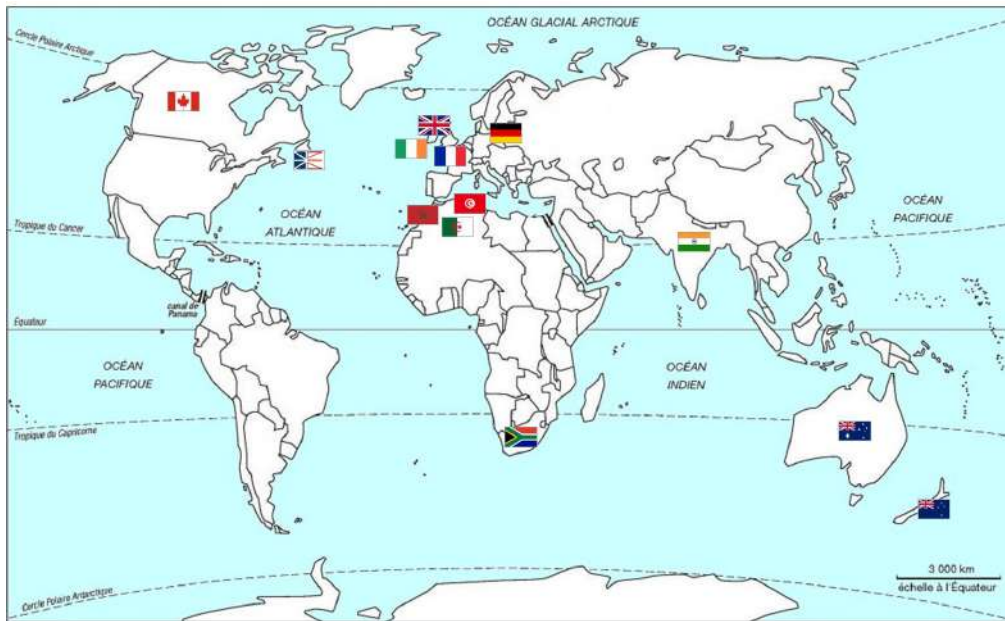 OCÉAN GLACIAL ARCTIQUE
Cercle Polaire Arctique
OCÉAN
ATLANTIQUE
OCÉAN
PACIFIQUE
Tropique du Cancer
canal de
Panama
Équateur
OCÉAN
PACIFIQUE
OCÉAN
INDIEN
Tropique du Capricorne
3 000 km
échelle à l'Équateur
Cercle Polaire Antarctique